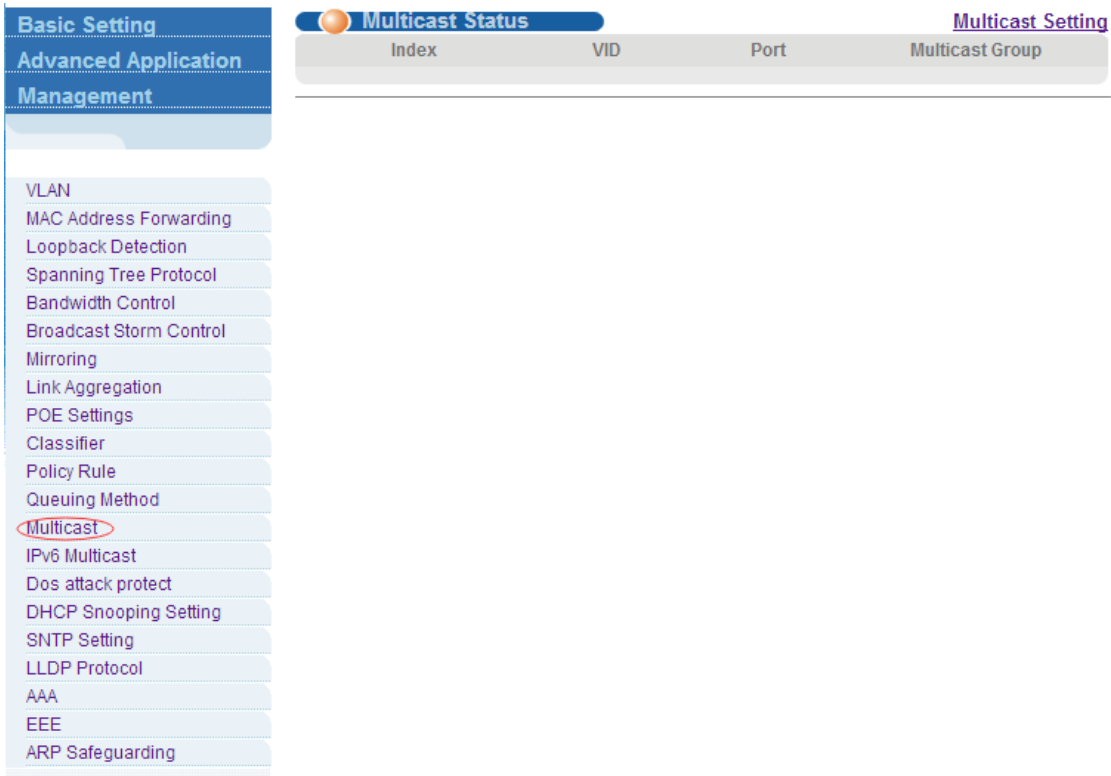 Basic Setting
Advanced Application
Management
VLAN
MAC Address Forwarding
Loopback Detection
Spanning Tree Protocol
Bandwidth Control
Broadcast Storm Control
Mirroring
Link Aggregation
POE Settings
Classifier
Policy Rule
Queuing Method
Multicast
IPv6 Multicast
Dos attack protect
DHCP Snooping Setting
SNTP Setting
LLDP Protocol
AAA
EEE
ARP Safeguarding
Multicast Status Multicast Setting
Index VID Port Multicast Group